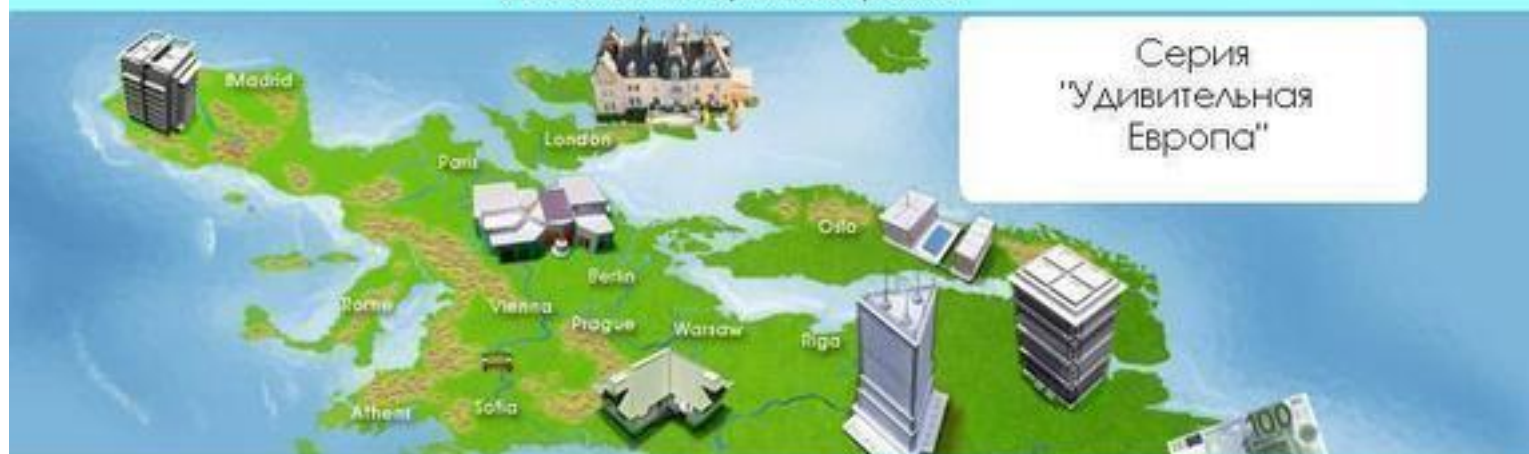 Серия
"Удивительная
Европа"
Madrid
London
Paris
Oslo
Berlin
Rome
Vienna
Prague
Warsaw
Riga
Athens
Sofia
100